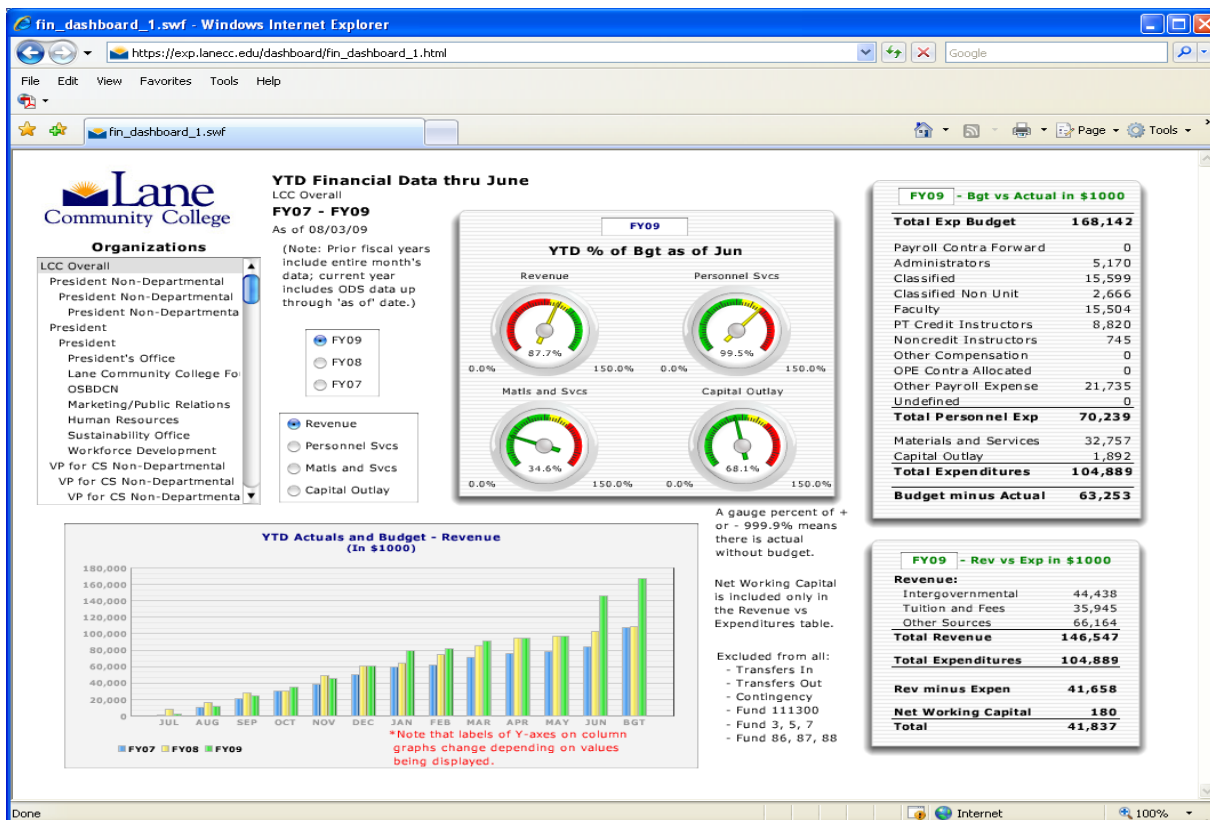 fin_dashboard_1.swf - Windows Internet Explorer
https://exp.lanecc.edu/dashboard/fin_dashboard_1.html
Google
File Edit View Favorites Tools Help
fin_dashboard_1.swf
Page Tools
Lane
Community College
Organizations
LCC Overall
President Non-Departmental
President Non-Departmental
President Non-Departmenta
President
President
President's Office
Lane Community College Fo
OSBDCN
Marketing/Public Relations
Human Resources
Sustainability Office
Workforce Development
VP for CS Non-Departmental
VP for CS Non-Departmental
VP for CS Non-Departmenta
YTD Financial Data thru June
LCC Overall
FY07 - FY09
As of 08/03/09
(Note: Prior fiscal years
include entire month's
data; current year
includes ODS data up
through 'as of' date.)
FY09
FY08
FY07
Revenue
Personnel Svcs
Matls and Svcs
Capital Outlay
FY09
YTD % of Bgt as of Jun
Revenue Personnel Svcs
87.7% 99.5%
0.0% 150.0% 0.0% 150.0%
Matls and Svcs Capital Outlay
34.6% 68.1%
0.0% 150.0% 0.0% 150.0%
FY09 - Bgt vs Actual in $1000
Total Exp Budget 168,142
Payroll Contra Forward 0
Administrators 5,170
Classified 15,599
Classified Non Unit 2,666
Faculty 15,504
PT Credit Instructors 8,820
Noncredit Instructors 745
Other Compensation 0
OPE Contra Allocated 0
Other Payroll Expense 21,735
Undefined 0
Total Personnel Exp 70,239
Materials and Services 32,757
Capital Outlay 1,892
Total Expenditures 104,889
Budget minus Actual 63,253
YTD Actuals and Budget - Revenue
(In $1000)
180,000
160,000
140,000
120,000
100,000
80,000
60,000
40,000
20,000
0
JUL AUG SEP OCT NOV DEC JAN FEB MAR APR MAY JUN BGT
FY07 FY08 FY09
*Note that labels of Y-axes on column
graphs change depending on values
being displayed.
A gauge percent of +
or - 999.9% means
there is actual
without budget.
Net Working Capital
is included only in
the Revenue vs
Expenditures table.
Excluded from all:
- Transfers In
- Transfers Out
- Contingency
- Fund 111300
- Fund 3, 5, 7
- Fund 86, 87, 88
FY09 - Rev vs Exp in $1000
Revenue:
Intergovernmental 44,438
Tuition and Fees 35,945
Other Sources 66,164
Total Revenue 146,547
Total Expenditures 104,889
Rev minus Expen 41,658
Net Working Capital 180
Total 41,837
Done Internet 100%